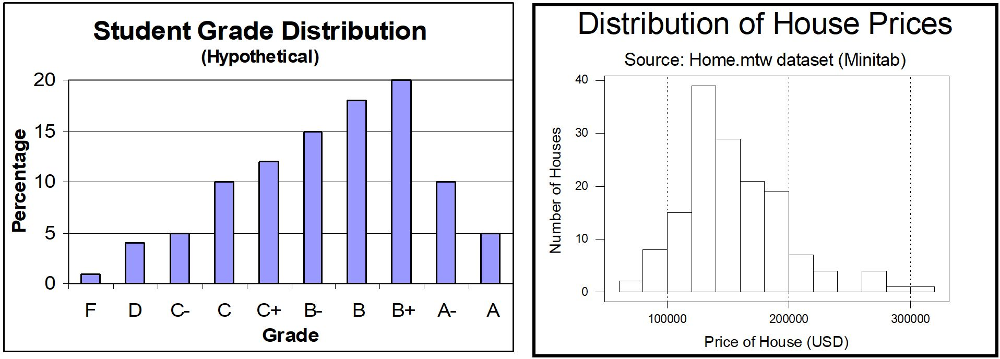 Student Grade Distribution
(Hypothetical)
Percentage
20
15
10
5
0
F D C- C C+ B- B B+ A- A
Grade
Distribution of House Prices
Source: Home.mtw dataset (Minitab)
Number of Houses
40
30
20
10
0
100000 200000 300000
Price of House (USD)